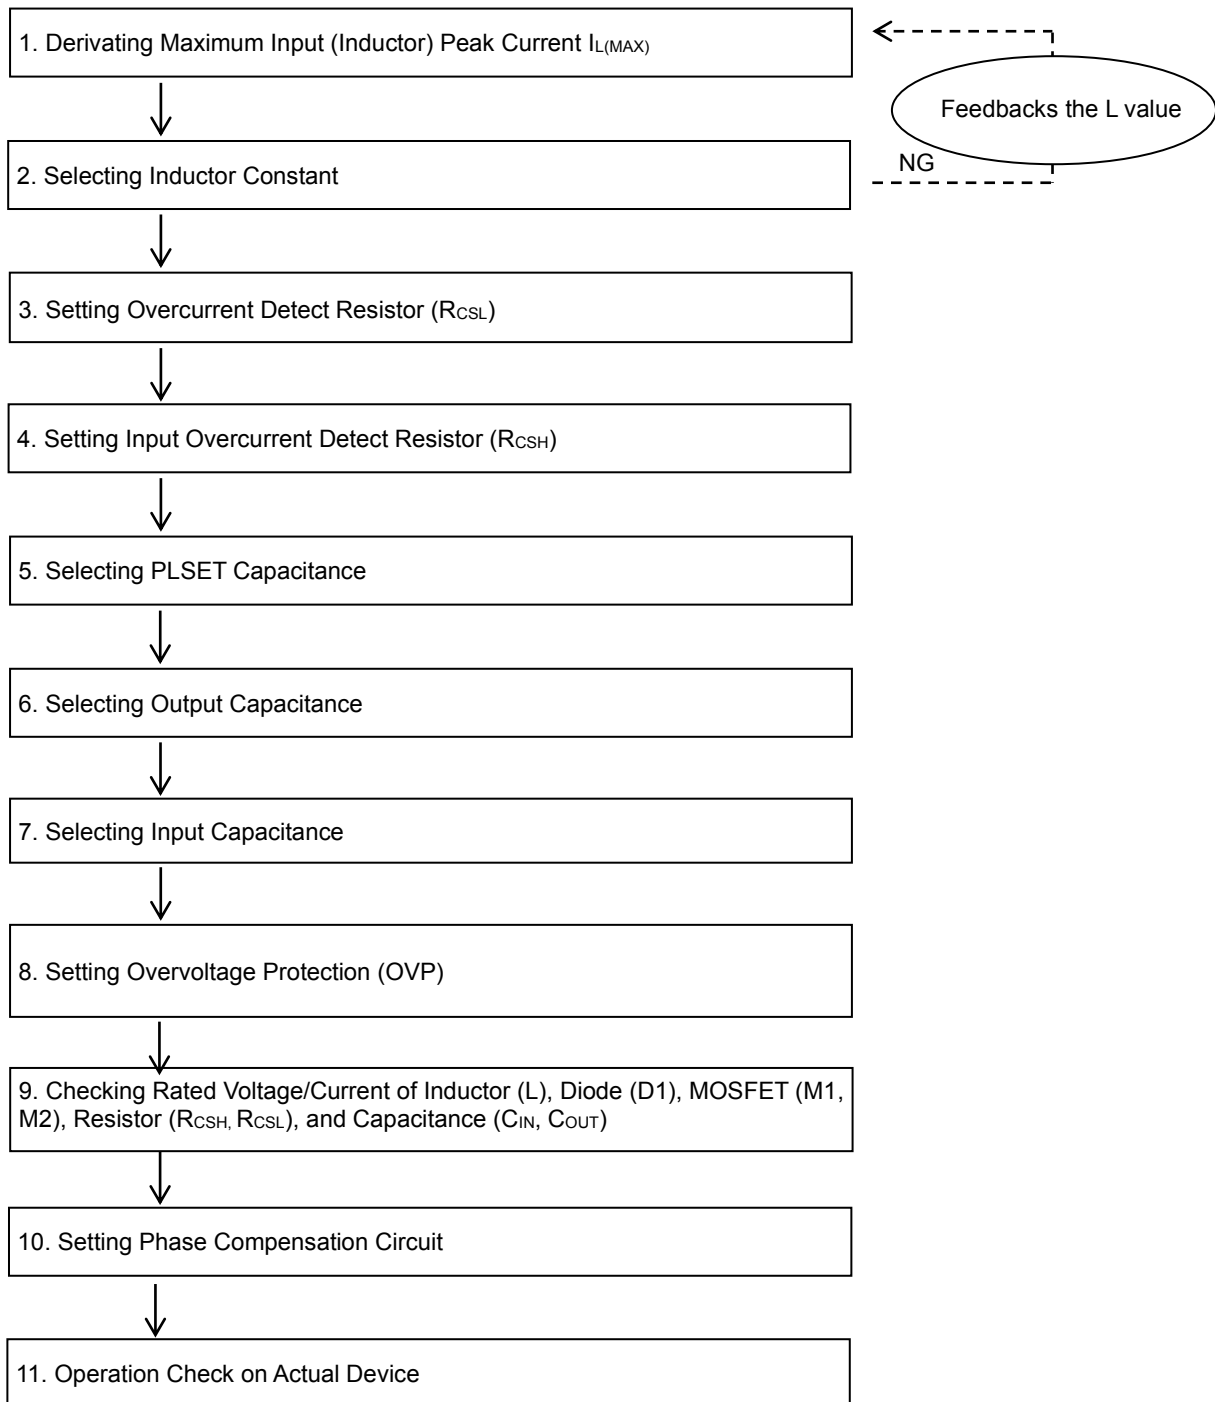 1. Derivating Maximum Input (Inductor) Peak Current IL(MAX)
Feedbacks the L value
NG
2. Selecting Inductor Constant
3. Setting Overcurrent Detect Resistor (RCSL)
4. Setting Input Overcurrent Detect Resistor (RCSH)
5. Selecting PLSET Capacitance
6. Selecting Output Capacitance
7. Selecting Input Capacitance
8. Setting Overvoltage Protection (OVP)
9. Checking Rated Voltage/Current of Inductor (L), Diode (D1), MOSFET (M1,
M2), Resistor (RCSH, RCSL), and Capacitance (CIN, COUT)
10. Setting Phase Compensation Circuit
11. Operation Check on Actual Device